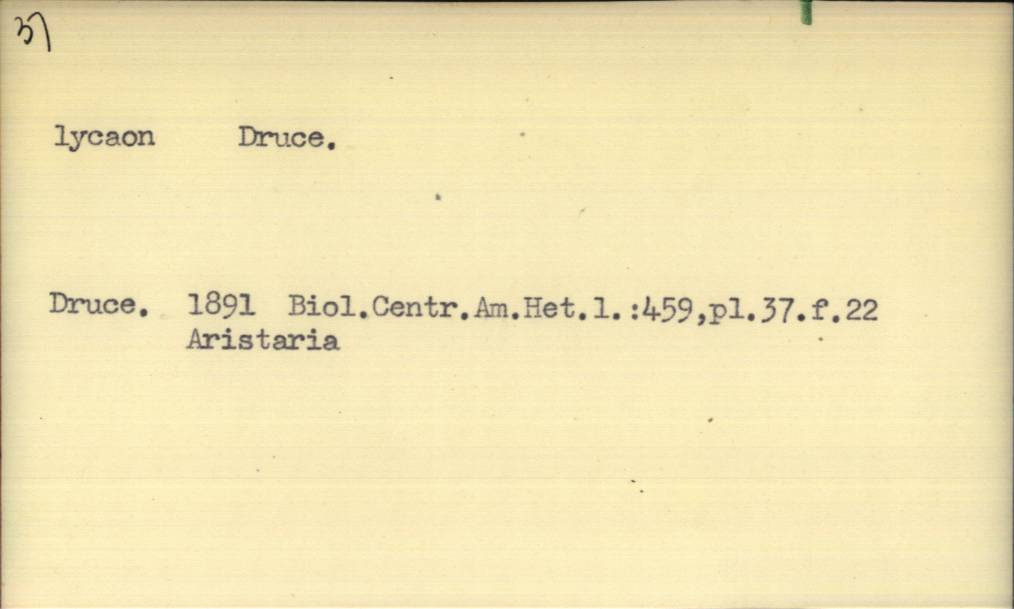 37
lycaon Druce.
Druce. 1891 Biol.Centr.Am.Het.1.:459,pl.37.f.22
Aristaria